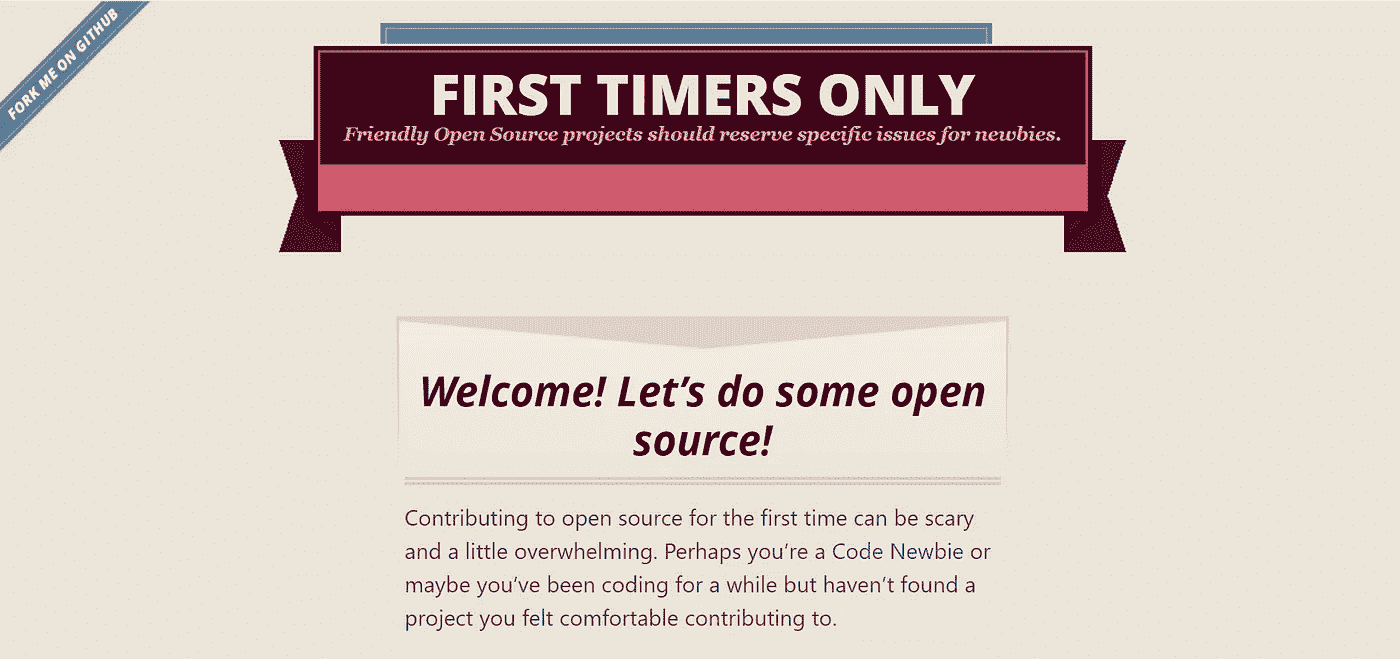 FORK ME ON GITHUB
FIRST TIMERS ONLY
Friendly Open Source projects should reserve specific issues for newbies.
Welcome! Let’s do some open
source!
Contributing to open source for the first time can be scary
and a little overwhelming. Perhaps you’re a Code Newbie or
maybe you’ve been coding for a while but haven’t found a
project you felt comfortable contributing to.